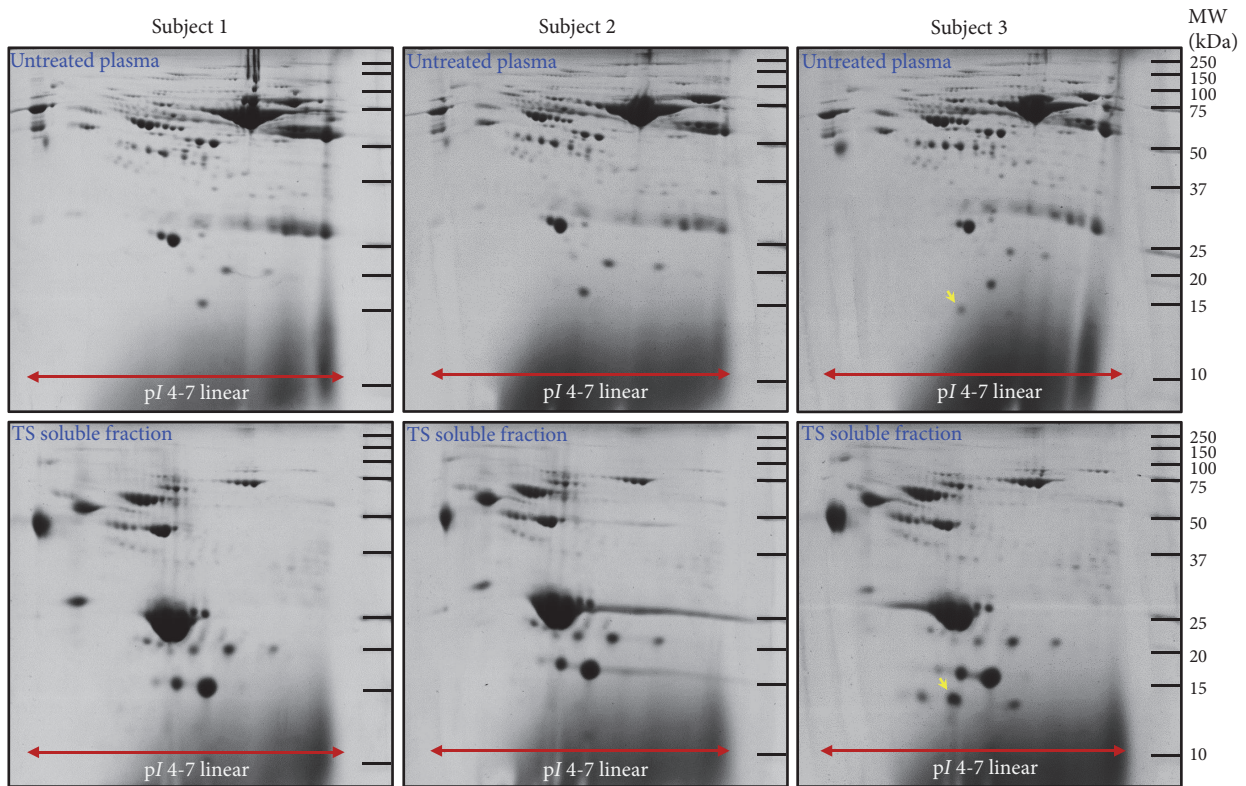 Subject 1
Subject 2
Subject 3
MW
(kDa)
Untreated plasma
Untreated plasma
Untreated plasma
250
150
100
75
50
37
25
20
15
10
pI 4-7 linear
pI 4-7 linear
pI 4-7 linear
TS soluble fraction
TS soluble fraction
TS soluble fraction
250
150
100
75
50
37
25
20
15
10
pI 4-7 linear
pI 4-7 linear
pI 4-7 linear